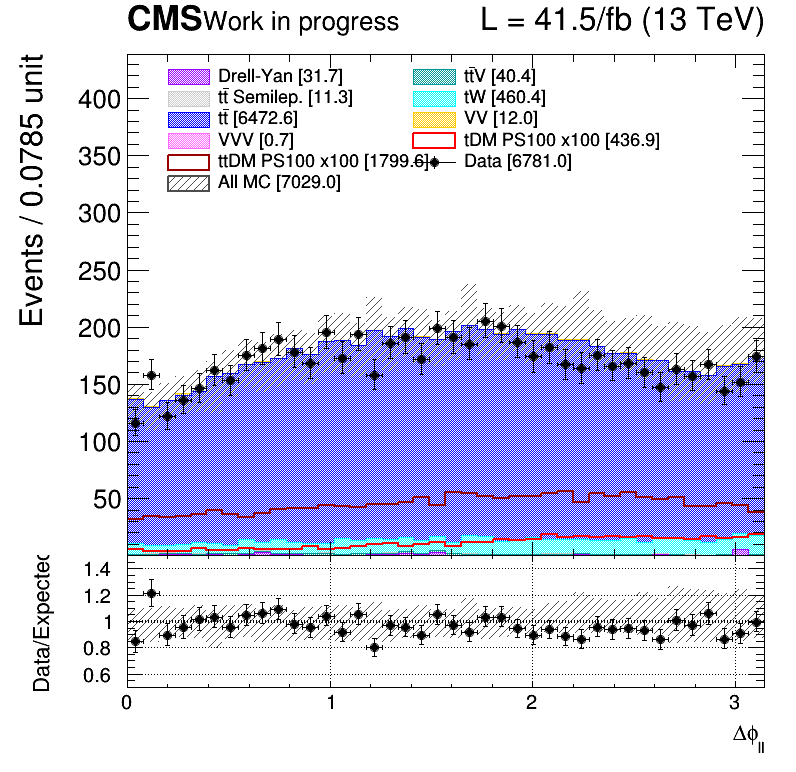 CMS Work in progress L = 41.5/fb (13 TeV)
Events / 0.0785 unit
Drell-Yan [31.7] tt̄V [40.4]
tt̄ Semilep. [11.3] tW [460.4]
tt̄ [6472.6] VV [12.0]
VVV [0.7] tDM PS100 x100 [436.9]
ttDM PS100 x100 [1799.6] Data [6781.0]
All MC [7029.0]
400
350
300
250
200
150
100
50
Data/Expected
1.4
1.2
1
0.8
0.6
0 1 2 3
Δϕ_ll